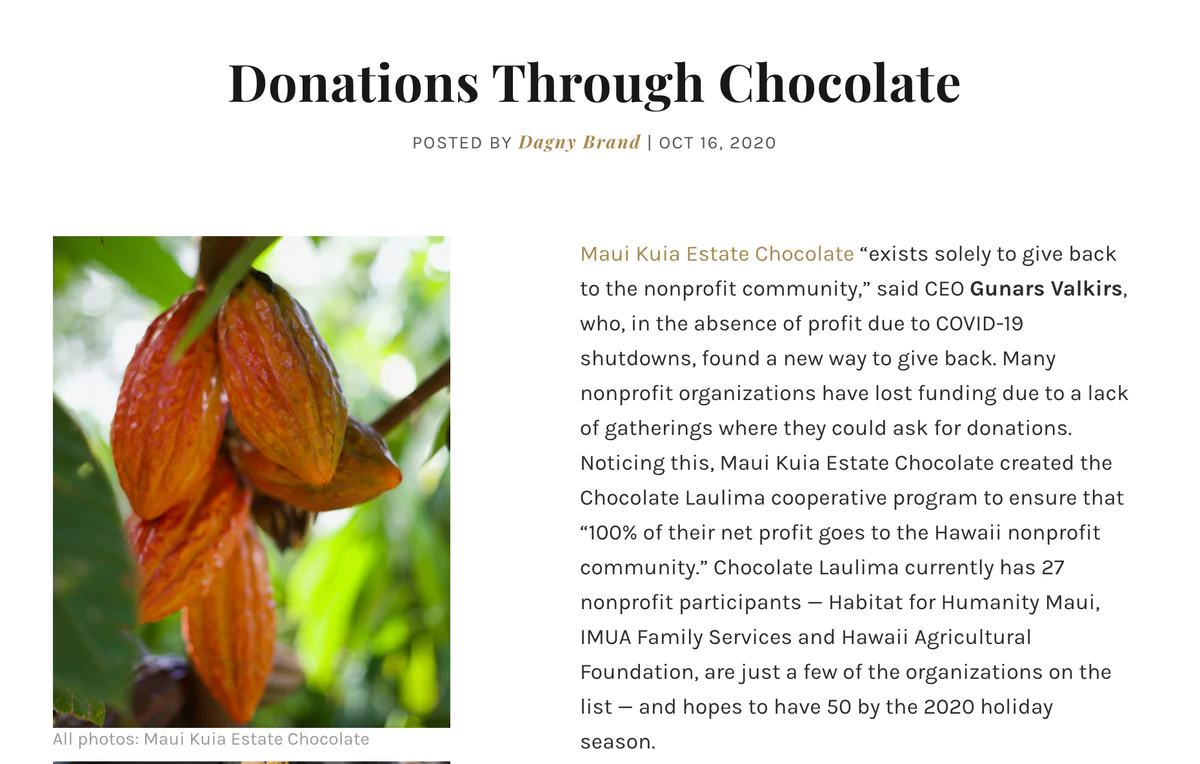 Donations Through Chocolate
POSTED BY Dagny Brand | OCT 16, 2020
Maui Kuia Estate Chocolate “exists solely to give back
to the nonprofit community,” said CEO Gunars Valkirs,
who, in the absence of profit due to COVID-19
shutdowns, found a new way to give back. Many
nonprofit organizations have lost funding due to a lack
of gatherings where they could ask for donations.
Noticing this, Maui Kuia Estate Chocolate created the
Chocolate Laulima cooperative program to ensure that
“100% of their net profit goes to the Hawaii nonprofit
community.” Chocolate Laulima currently has 27
nonprofit participants — Habitat for Humanity Maui,
IMUA Family Services and Hawaii Agricultural
Foundation, are just a few of the organizations on the
list — and hopes to have 50 by the 2020 holiday
season.
All photos: Maui Kuia Estate Chocolate